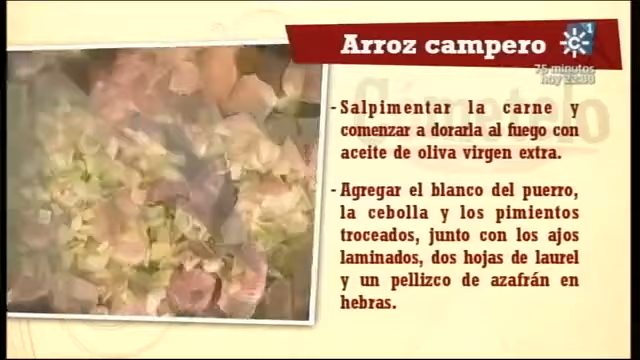 Arroz campero
1
75 minutos
hoy 22:30
Cómetelo
- Salpimentar la carne y
comenzar a dorarla al fuego con
aceite de oliva virgen extra.
- Agregar el blanco del puerro,
la cebolla y los pimientos
troceados, junto con los ajos
laminados, dos hojas de laurel
y un pellizco de azafrán en
hebras.